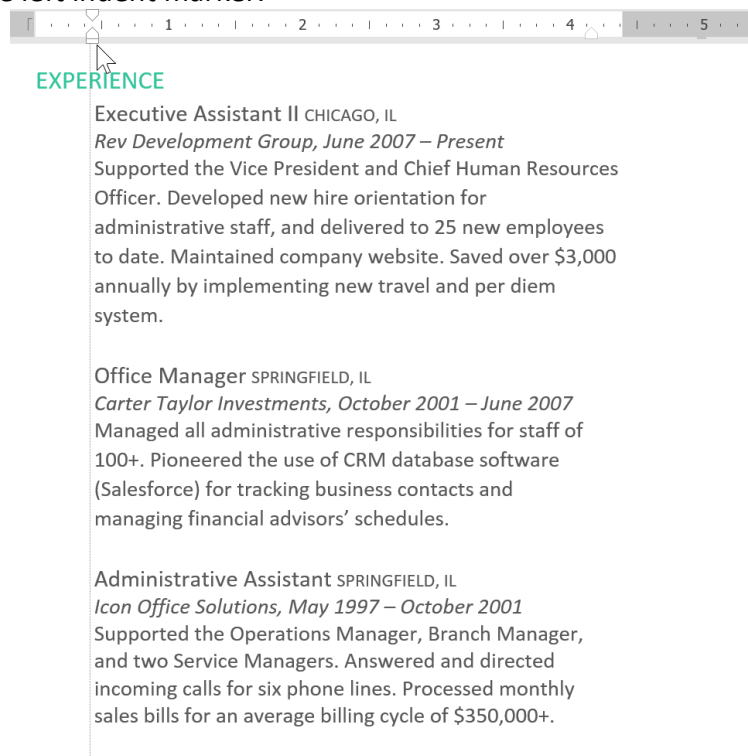 left indent marker.
1 2 3 4 5
EXPERIENCE
Executive Assistant II CHICAGO, IL
Rev Development Group, June 2007 – Present
Supported the Vice President and Chief Human Resources
Officer. Developed new hire orientation for
administrative staff, and delivered to 25 new employees
to date. Maintained company website. Saved over $3,000
annually by implementing new travel and per diem
system.
Office Manager SPRINGFIELD, IL
Carter Taylor Investments, October 2001 – June 2007
Managed all administrative responsibilities for staff of
100+. Pioneered the use of CRM database software
(Salesforce) for tracking business contacts and
managing financial advisors’ schedules.
Administrative Assistant SPRINGFIELD, IL
Icon Office Solutions, May 1997 – October 2001
Supported the Operations Manager, Branch Manager,
and two Service Managers. Answered and directed
incoming calls for six phone lines. Processed monthly
sales bills for an average billing cycle of $350,000+.